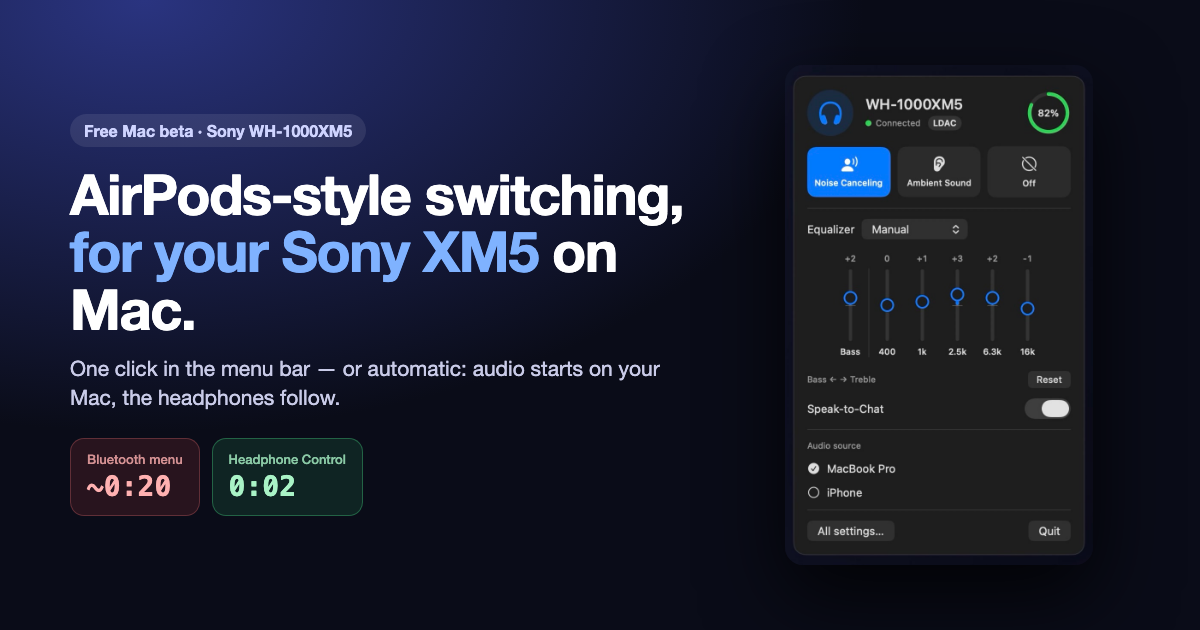 Free Mac beta · Sony WH-1000XM5
AirPods-style switching,
for your Sony XM5 on
Mac.
One click in the menu bar — or automatic: audio starts on your
Mac, the headphones follow.
Bluetooth menu
~0:20
Headphone Control
0:02
WH-1000XM5
Connected LDAC
82%
Noise Canceling
Ambient Sound
Off
Equalizer Manual
+2 0 +1 +3 +2 -1
Bass 400 1k 2.5k 6.3k 16k
Bass ← → Treble Reset
Speak-to-Chat
Audio source
MacBook Pro
iPhone
All settings... Quit